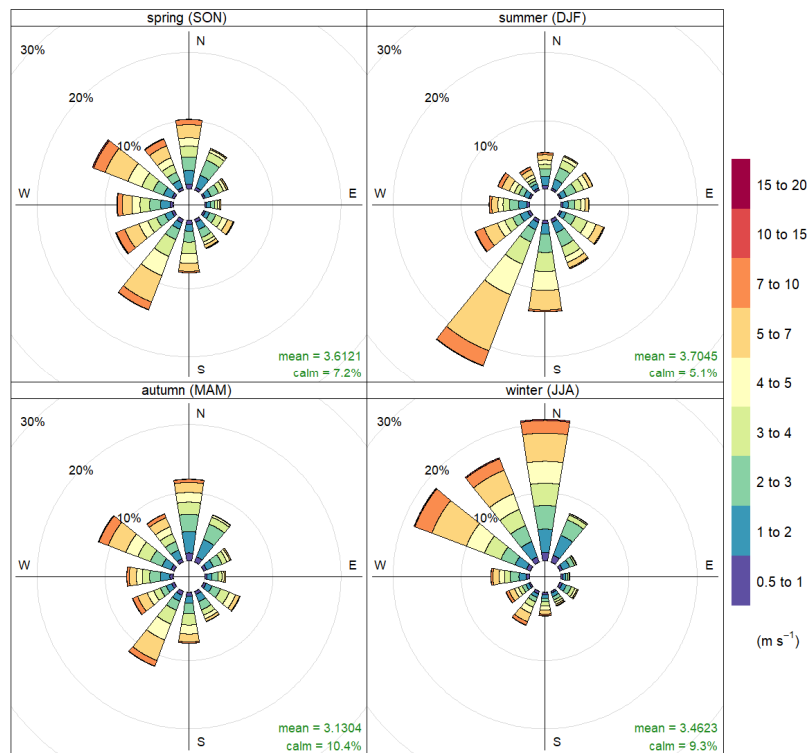 spring (SON)
30%
20%
10%
N
W
E
S
mean = 3.6121
calm = 7.2%
summer (DJF)
30%
20%
10%
N
W
E
S
mean = 3.7045
calm = 5.1%
autumn (MAM)
30%
20%
10%
N
W
E
S
mean = 3.1304
calm = 10.4%
winter (JJA)
30%
20%
10%
N
W
E
S
mean = 3.4623
calm = 9.3%
15 to 20
10 to 15
7 to 10
5 to 7
4 to 5
3 to 4
2 to 3
1 to 2
0.5 to 1
(m s⁻¹)